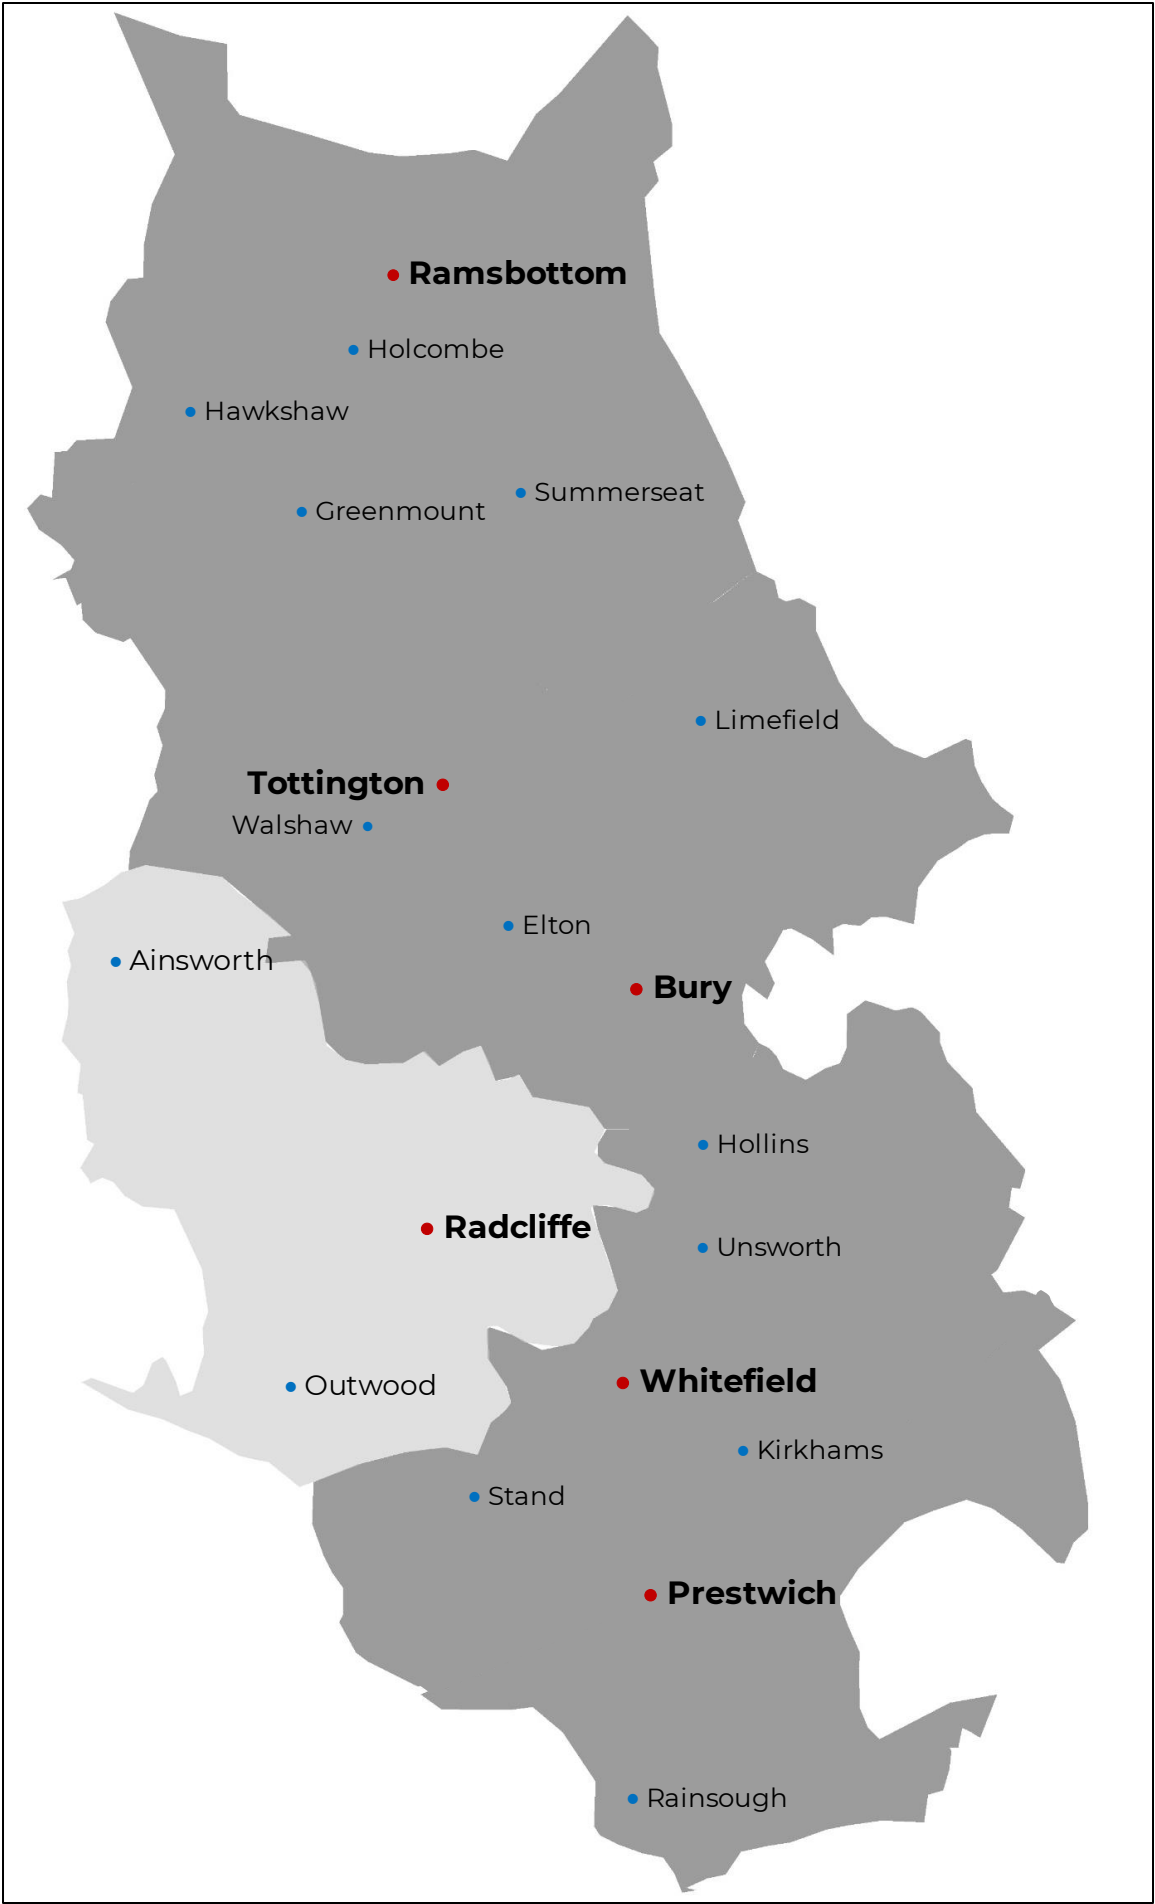 Ramsbottom
Holcombe
Hawkshaw
Summerseat
Greenmount
Limefield
Tottington
Walshaw
Elton
Ainsworth
Bury
Hollins
Radcliffe
Unsworth
Whitefield
Outwood
Kirkhams
Stand
Prestwich
Rainsough